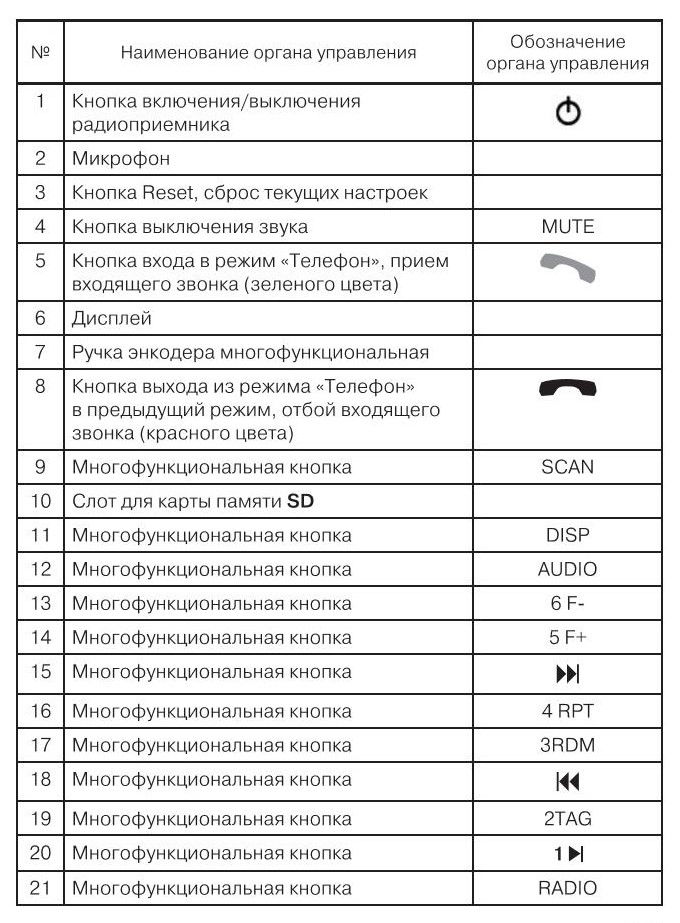 № Наименование органа управления Обозначение
органа управления
1 Кнопка включения/выключения
радиоприемника
2 Микрофон
3 Кнопка Reset, сброс текущих настроек
4 Кнопка выключения звука MUTE
5 Кнопка входа в режим «Телефон», прием
входящего звонка (зеленого цвета)
6 Дисплей
7 Ручка энкодера многофункциональная
8 Кнопка выхода из режима «Телефон»
в предыдущий режим, отбой входящего
звонка (красного цвета)
9 Многофункциональная кнопка SCAN
10 Слот для карты памяти SD
11 Многофункциональная кнопка DISP
12 Многофункциональная кнопка AUDIO
13 Многофункциональная кнопка 6 F-
14 Многофункциональная кнопка 5 F+
15 Многофункциональная кнопка
16 Многофункциональная кнопка 4 RPT
17 Многофункциональная кнопка 3RDM
18 Многофункциональная кнопка
19 Многофункциональная кнопка 2TAG
20 Многофункциональная кнопка 1
21 Многофункциональная кнопка RADIO